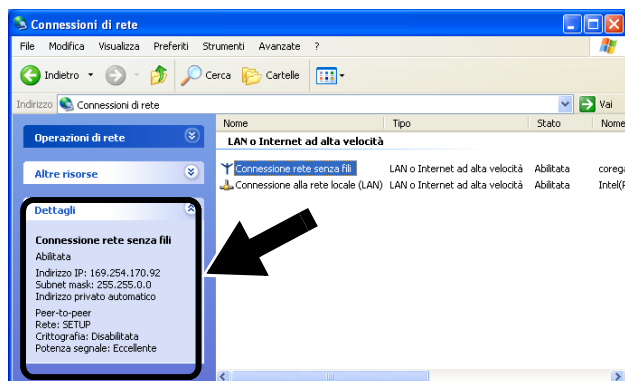 Connessioni di rete
File Modifica Visualizza Preferiti Strumenti Avanzate ?
Indietro Cerca Cartelle
Indirizzo Connessioni di rete Vai
Nome Tipo Stato Nome
LAN o Internet ad alta velocità
Connessione rete senza fili LAN o Internet ad alta velocità Abilitata corega
Connessione alla rete locale (LAN) LAN o Internet ad alta velocità Abilitata Intel(
Operazioni di rete
Altre risorse
Dettagli
Connessione rete senza fili
Abilitata
Indirizzo IP: 169.254.170.92
Subnet mask: 255.255.0.0
Indirizzo privato automatico
Peer-to-peer
Rete: SETUP
Crittografia: Disabilitata
Potenza segnale: Eccellente